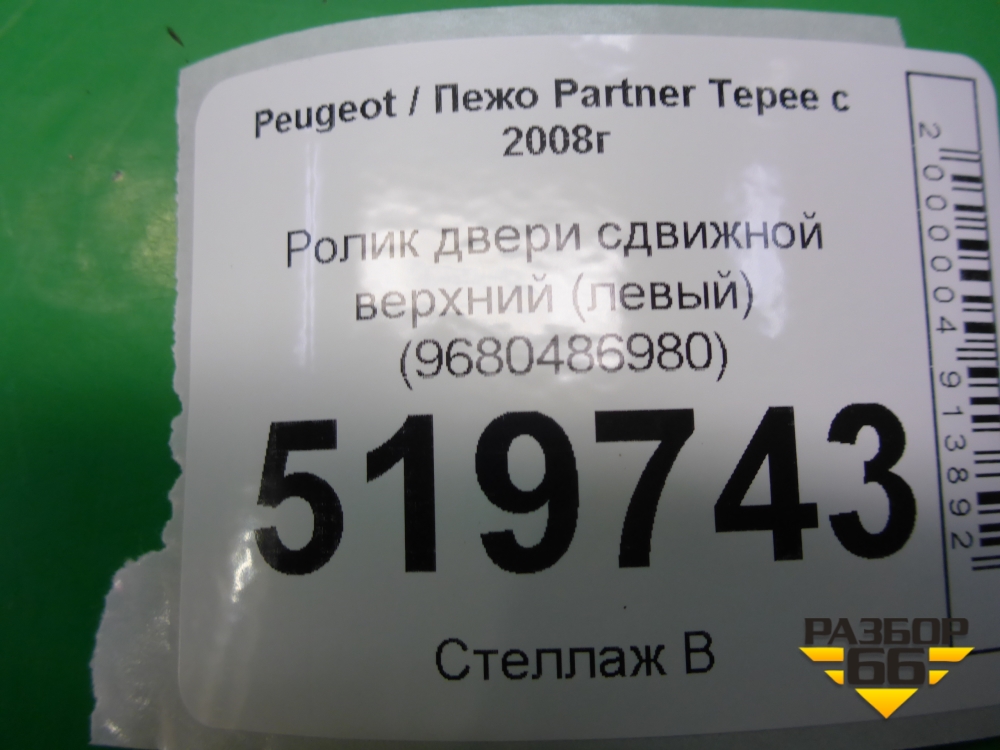 Peugeot / Пежо Partner Tepee с
2008г
Ролик двери сдвижной
верхний (левый)
(9680486980)
519743
Стеллаж В
2000004913892
РАЗБОР
66